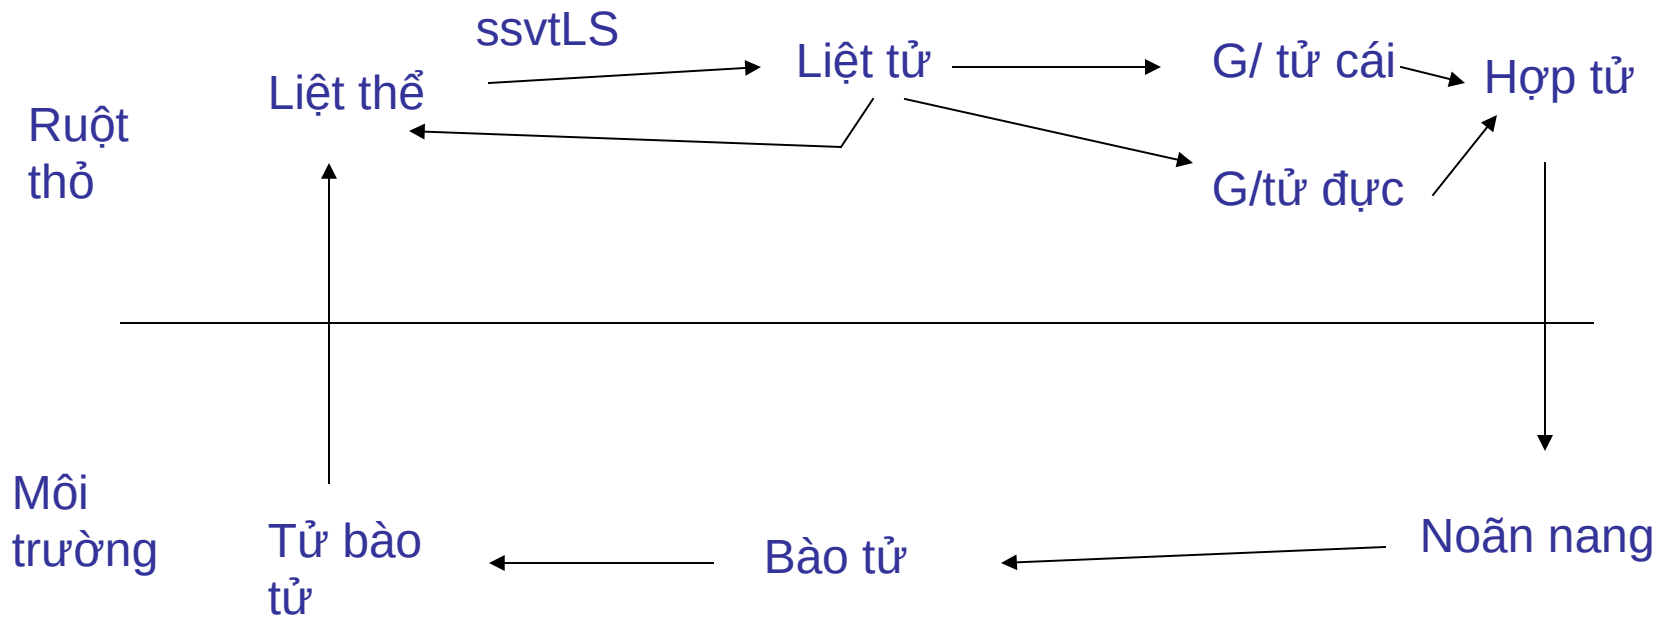 ssvtLS
Liệt thể
Liệt tử
G/ tử cái
Hợp tử
Ruột
thỏ
G/tử đực
Môi
trường
Tử bào
tử
Bào tử
Noãn nang